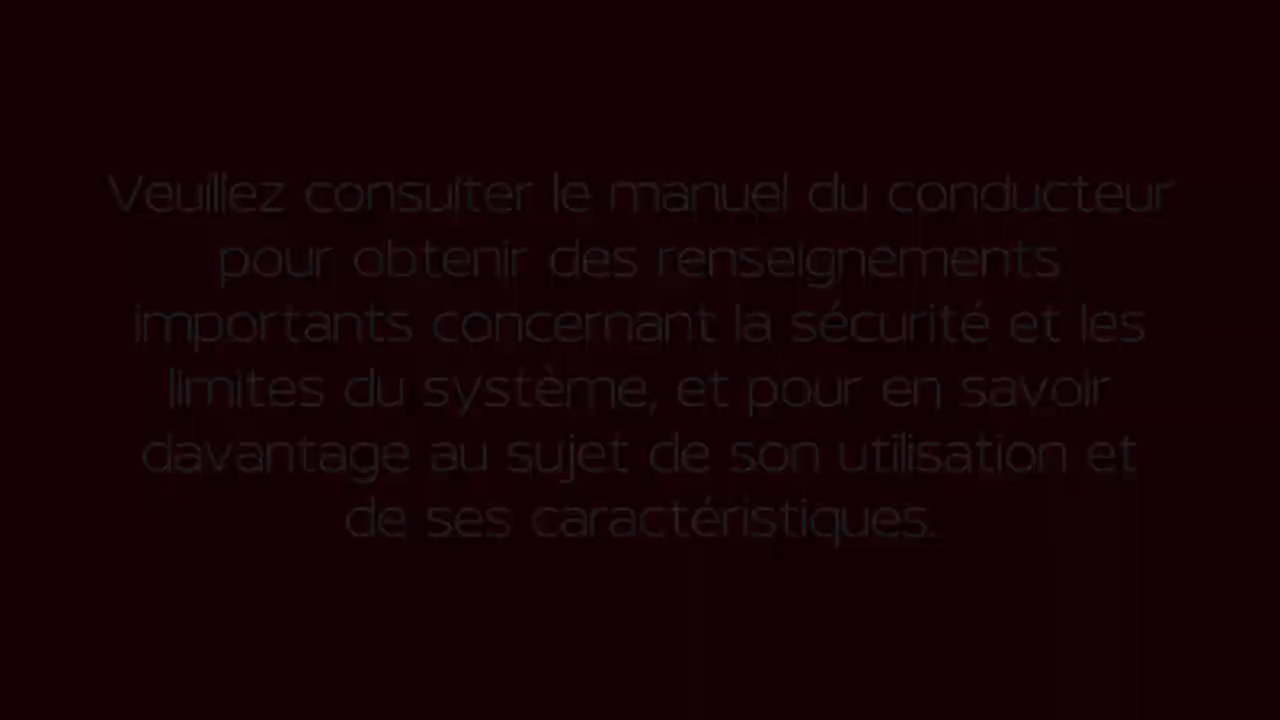 Veuillez consulter le manuel du conducteur
pour obtenir des renseignements
importants concernant la sécurité et les
limites du système, et pour en savoir
davantage au sujet de son utilisation et
de ses caractéristiques.